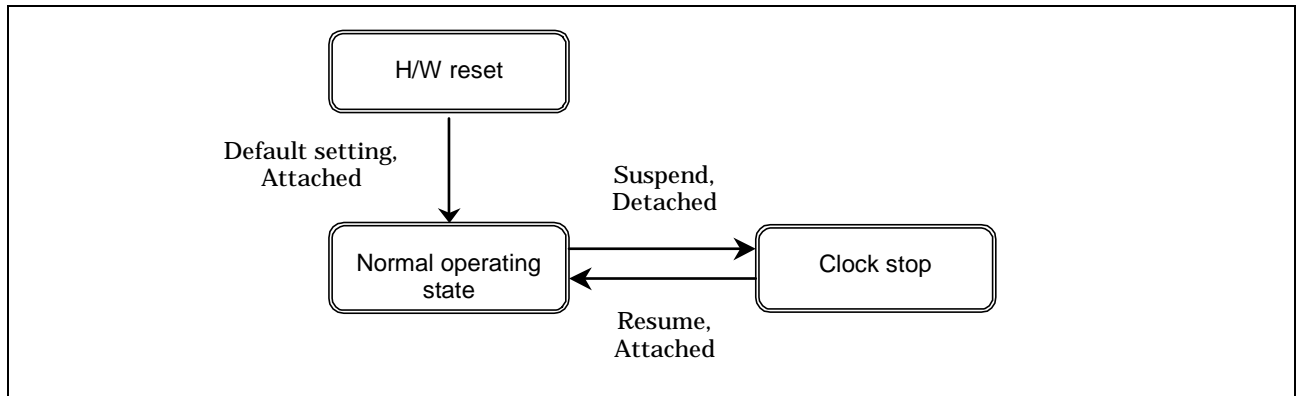 H/W reset
Default setting,
Attached
Suspend,
Detached
Normal operating
state
Clock stop
Resume,
Attached